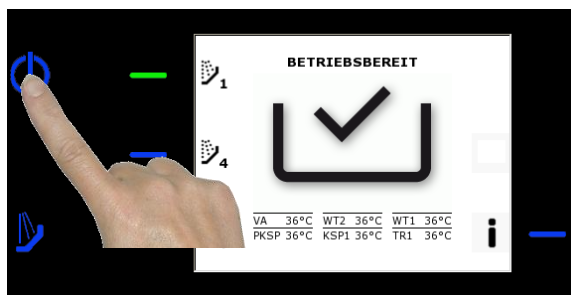 BETRIEBSBEREIT
1
4
VA 36°C WT2 36°C WT1 36°C
PKSP 36°C KSP1 36°C TR1 36°C
i